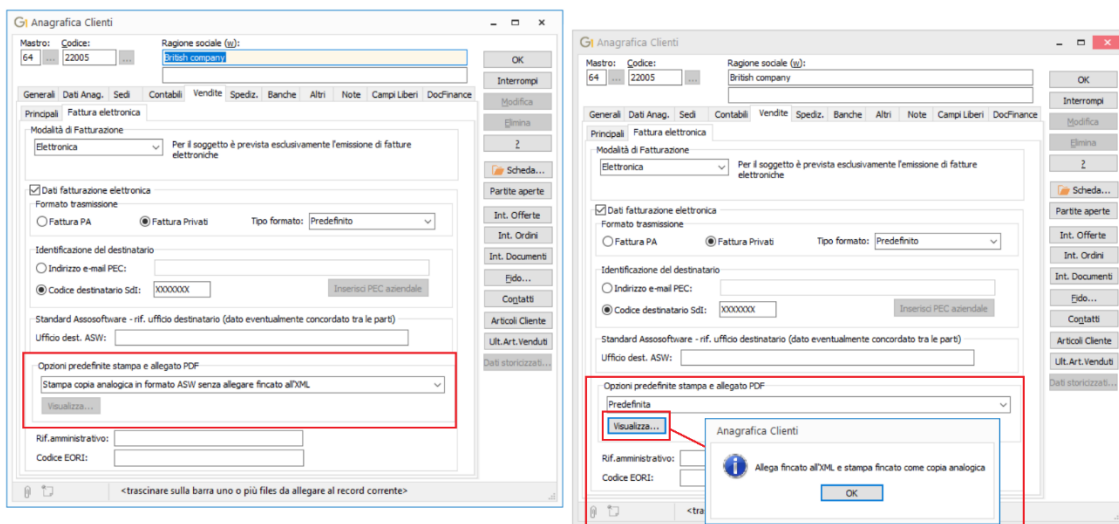 Anagrafica Clienti
Mastro: Codice: Ragione sociale (w):
64 ... 22005 ... British company
Generali Dati Anag. Sedi Contabili Vendite Spediz. Banche Altri Note Campi Liberi DocFinance
Principali Fattura elettronica
Modalità di Fatturazione
Elettronica Per il soggetto è prevista esclusivamente l'emissione di fatture
elettroniche
Dati fatturazione elettronica
Formato trasmissione
Fattura PA Fattura Privati Tipo formato: Predefinito
Identificazione del destinatario
Indirizzo e-mail PEC:
Codice destinatario SdI: XXXXXXX Inserisci PEC aziendale
Standard Assosoftware - rif. ufficio destinatario (dato eventualmente concordato tra le parti)
Ufficio dest. ASW:
Opzioni predefinite stampa e allegato PDF
Stampa copia analogica in formato ASW senza allegare fincato all'XML
Visualizza...
Rif.amministrativo:
Codice EORI:
<trascinare sulla barra uno o più files da allegare al record corrente>
OK
Interrompi
Modifica
Elimina
?
Scheda...
Partite aperte
Int. Offerte
Int. Ordini
Int. Documenti
Fido...
Contatti
Articoli Cliente
Ult.Art.Venduti
Dati storicizzati...
Anagrafica Clienti
Mastro: Codice: Ragione sociale (w):
64 ... 22005 ... British company
Generali Dati Anag. Sedi Contabili Vendite Spediz. Banche Altri Note Campi Liberi DocFinance
Principali Fattura elettronica
Modalità di Fatturazione
Elettronica Per il soggetto è prevista esclusivamente l'emissione di fatture
elettroniche
Dati fatturazione elettronica
Formato trasmissione
Fattura PA Fattura Privati Tipo formato: Predefinito
Identificazione del destinatario
Indirizzo e-mail PEC:
Codice destinatario SdI: XXXXXXX Inserisci PEC aziendale
Standard Assosoftware - rif. ufficio destinatario (dato eventualmente concordato tra le parti)
Ufficio dest. ASW:
Opzioni predefinite stampa e allegato PDF
Predefinita
Visualizza...
Rif.amministrativo:
Codice EORI:
<tra
OK
Interrompi
Modifica
Elimina
?
Scheda...
Partite aperte
Int. Offerte
Int. Ordini
Int. Documenti
Fido...
Contatti
Articoli Cliente
Ult.Art.Venduti
Dati storicizzati...
Anagrafica Clienti
Allega fincato all'XML e stampa fincato come copia analogica
OK